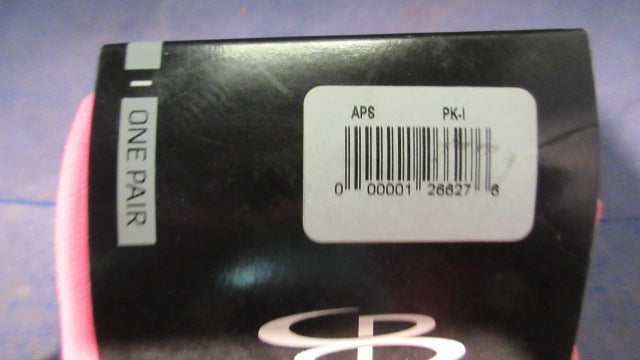 I
ONE PAIR
APS PK-I
0 00001 26627 6